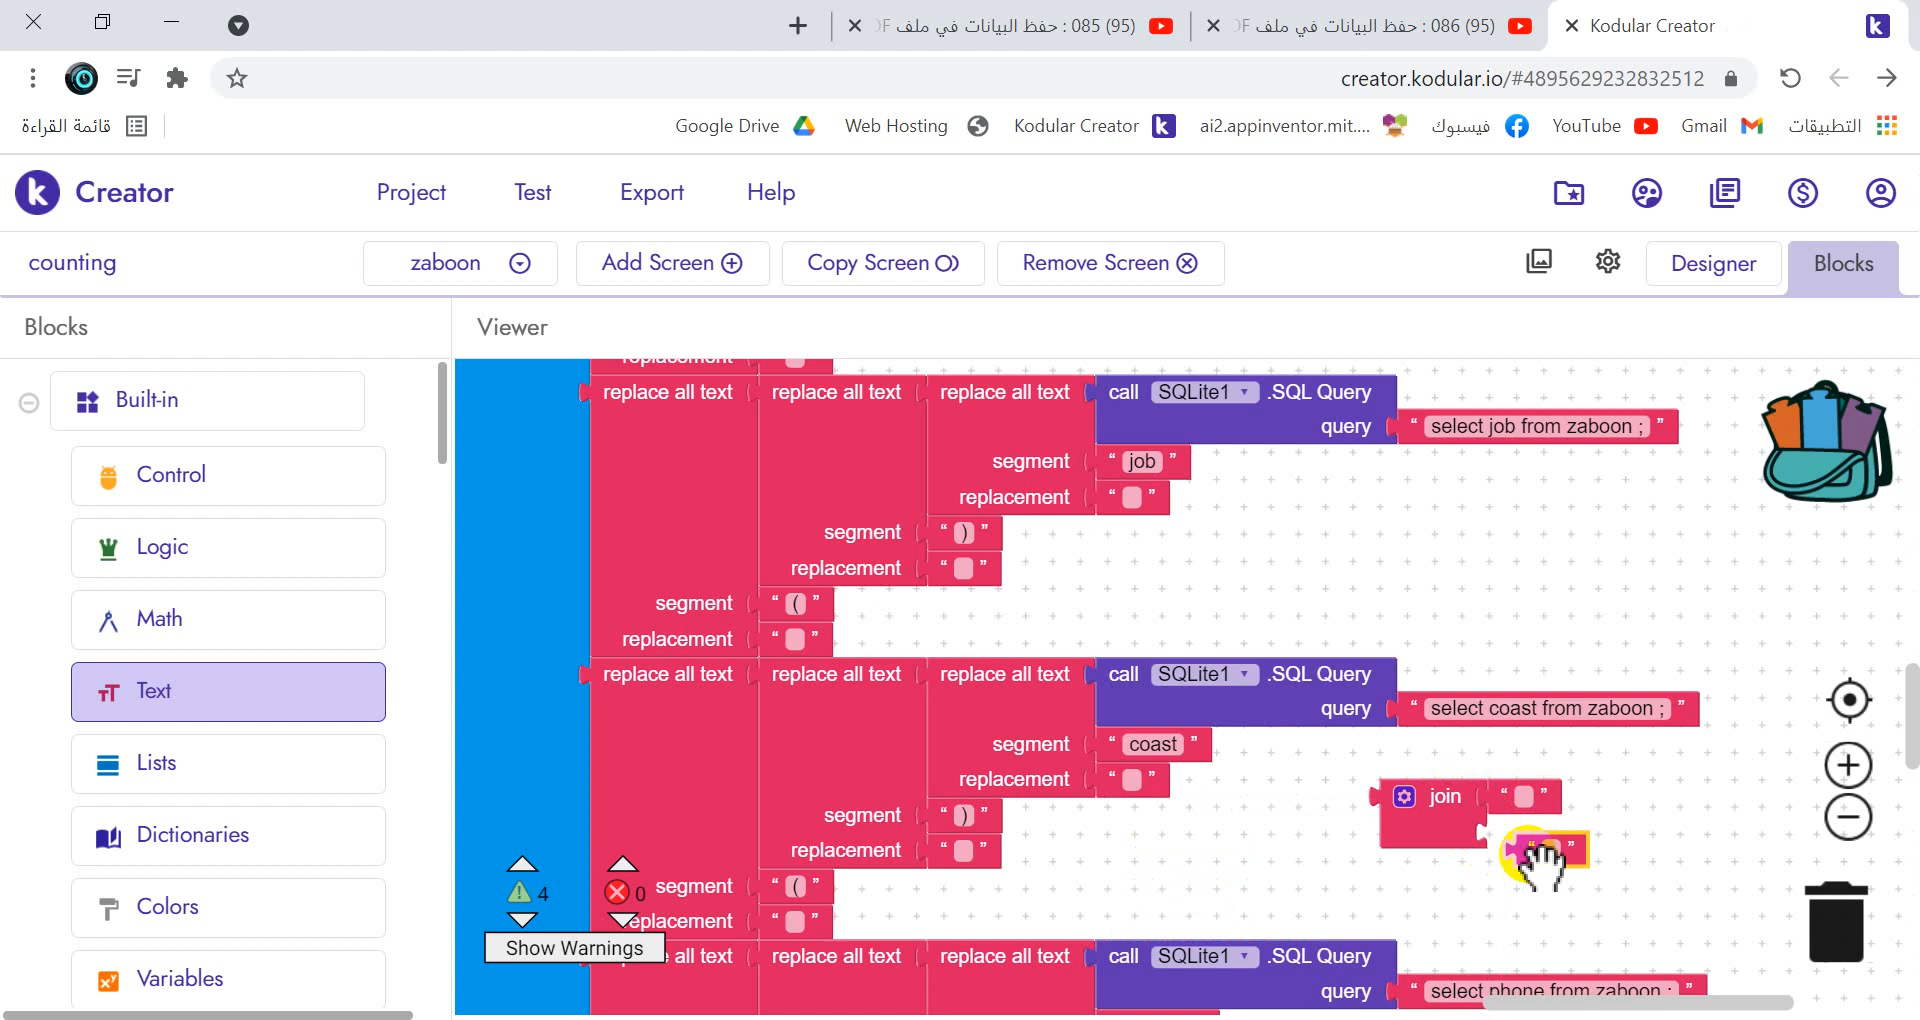 (95) 085 : حفظ البيانات في ملف
(95) 086 : حفظ البيانات في ملف
Kodular Creator
creator.kodular.io/#4895629232832512
قائمة القراءة
Google Drive
Web Hosting
Kodular Creator
ai2.appinventor.mit....
فيسبوك
YouTube
Gmail
التطبيقات
Creator
Project
Test
Export
Help
counting
zaboon
Add Screen
Copy Screen
Remove Screen
Designer
Blocks
Blocks
Viewer
Built-in
Control
Logic
Math
Text
Lists
Dictionaries
Colors
Variables
replacement
replace all text replace all text replace all text call SQLite1 .SQL Query
query “ select job from zaboon ; ”
segment “ job ”
replacement “ ”
segment “ ) ”
replacement “ ”
segment “ ( ”
replacement “ ”
replace all text replace all text replace all text call SQLite1 .SQL Query
query “ select coast from zaboon ; ”
segment “ coast ”
replacement “ ”
join “ ”
segment “ ) ”
replacement “ ”
segment “ ( ”
4 0
replacement “ ”
Show Warnings
all text replace all text replace all text call SQLite1 .SQL Query
query “ select phone from zaboon ; ”